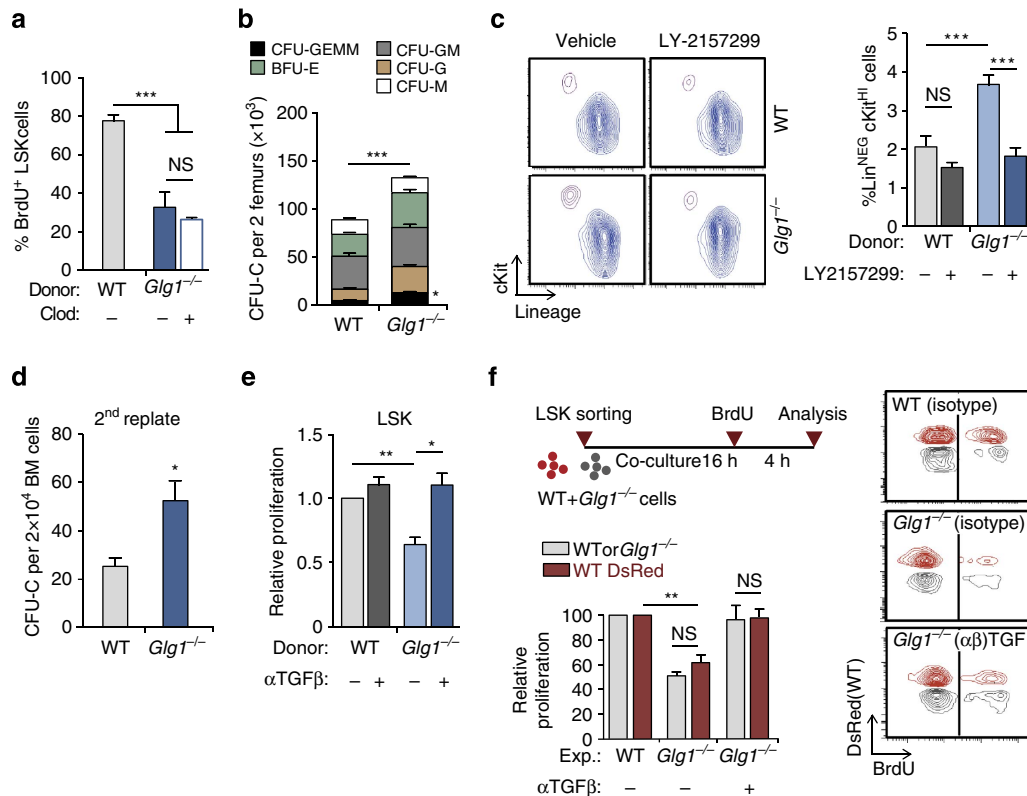 a
% BrdU⁺ LSKcells
100
80
60
40
20
0
***
NS
Donor: WT Glg1⁻/⁻
Clod: – – +
b
CFU-GEMM
BFU-E
CFU-GM
CFU-G
CFU-M
CFU-C per 2 femurs (×10³)
200
150
100
50
0
***
*
WT Glg1⁻/⁻
c
Vehicle LY-2157299
WT
Glg1⁻/⁻
cKit
Lineage
%Lin^NEG cKit^HI cells
5
4
3
2
1
0
***
***
NS
Donor: WT Glg1⁻/⁻
LY2157299: – + – +
d
2nd replate
CFU-C per 2×10⁴ BM cells
80
60
40
20
0
*
WT Glg1⁻/⁻
e
LSK
Relative proliferation
1.5
1.0
0.5
0
**
*
Donor: WT Glg1⁻/⁻
αTGFβ: – + – +
f
LSK sorting BrdU Analysis
Co-culture16 h 4 h
WT+Glg1⁻/⁻ cells
WTorGlg1⁻/⁻
WT DsRed
Relative
proliferation
100
80
60
40
20
0
**
NS
NS
Exp.: WT Glg1⁻/⁻ Glg1⁻/⁻
αTGFβ: – – +
WT (isotype)
Glg1⁻/⁻ (isotype)
Glg1⁻/⁻ (αβ)TGF
DsRed(WT)
BrdU